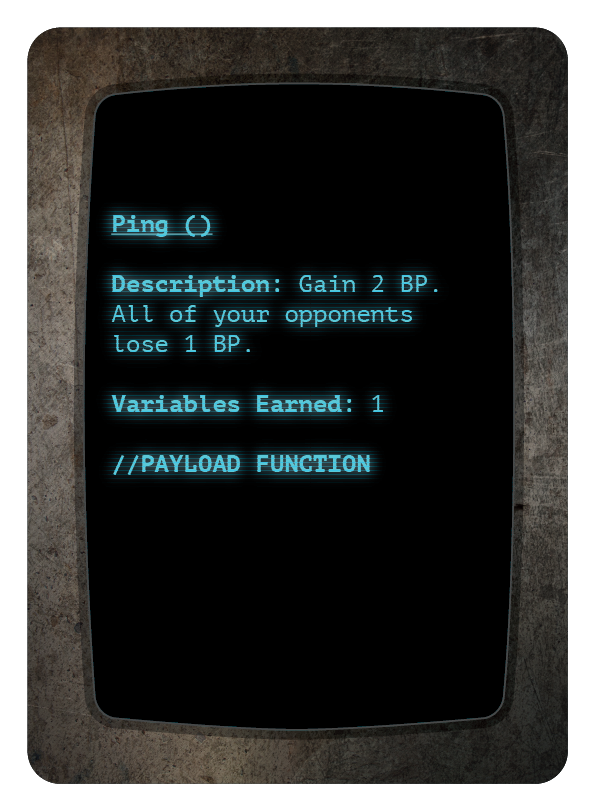 Ping ()
Description: Gain 2 BP.
All of your opponents
lose 1 BP.
Variables Earned: 1
//PAYLOAD FUNCTION